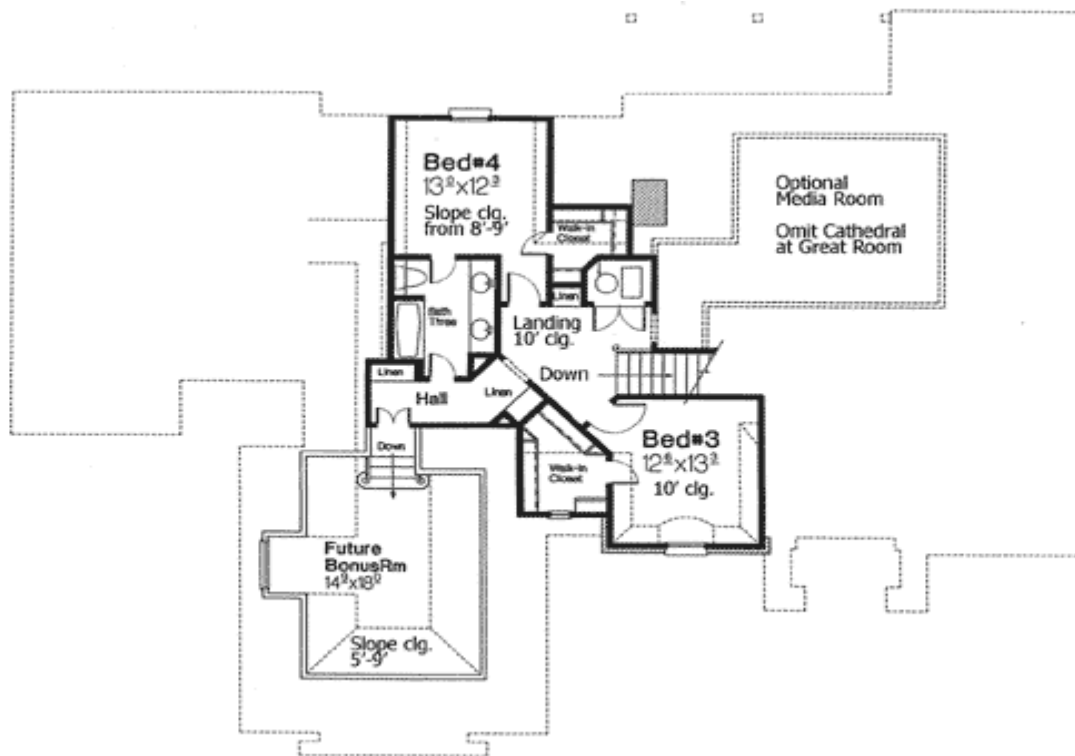 Bed#4
13⁰x12³
Slope clg.
from 8'-9'
Walk-in
Closet
Optional
Media Room
Omit Cathedral
at Great Room
Linen
Bath
Three
Landing
10' clg.
Linen
Hall
Linen
Down
Down
Bed#3
12⁶x13³
10' clg.
Walk-in
Closet
Future
BonusRm
14⁰x18⁰
Slope clg.
5'-9'